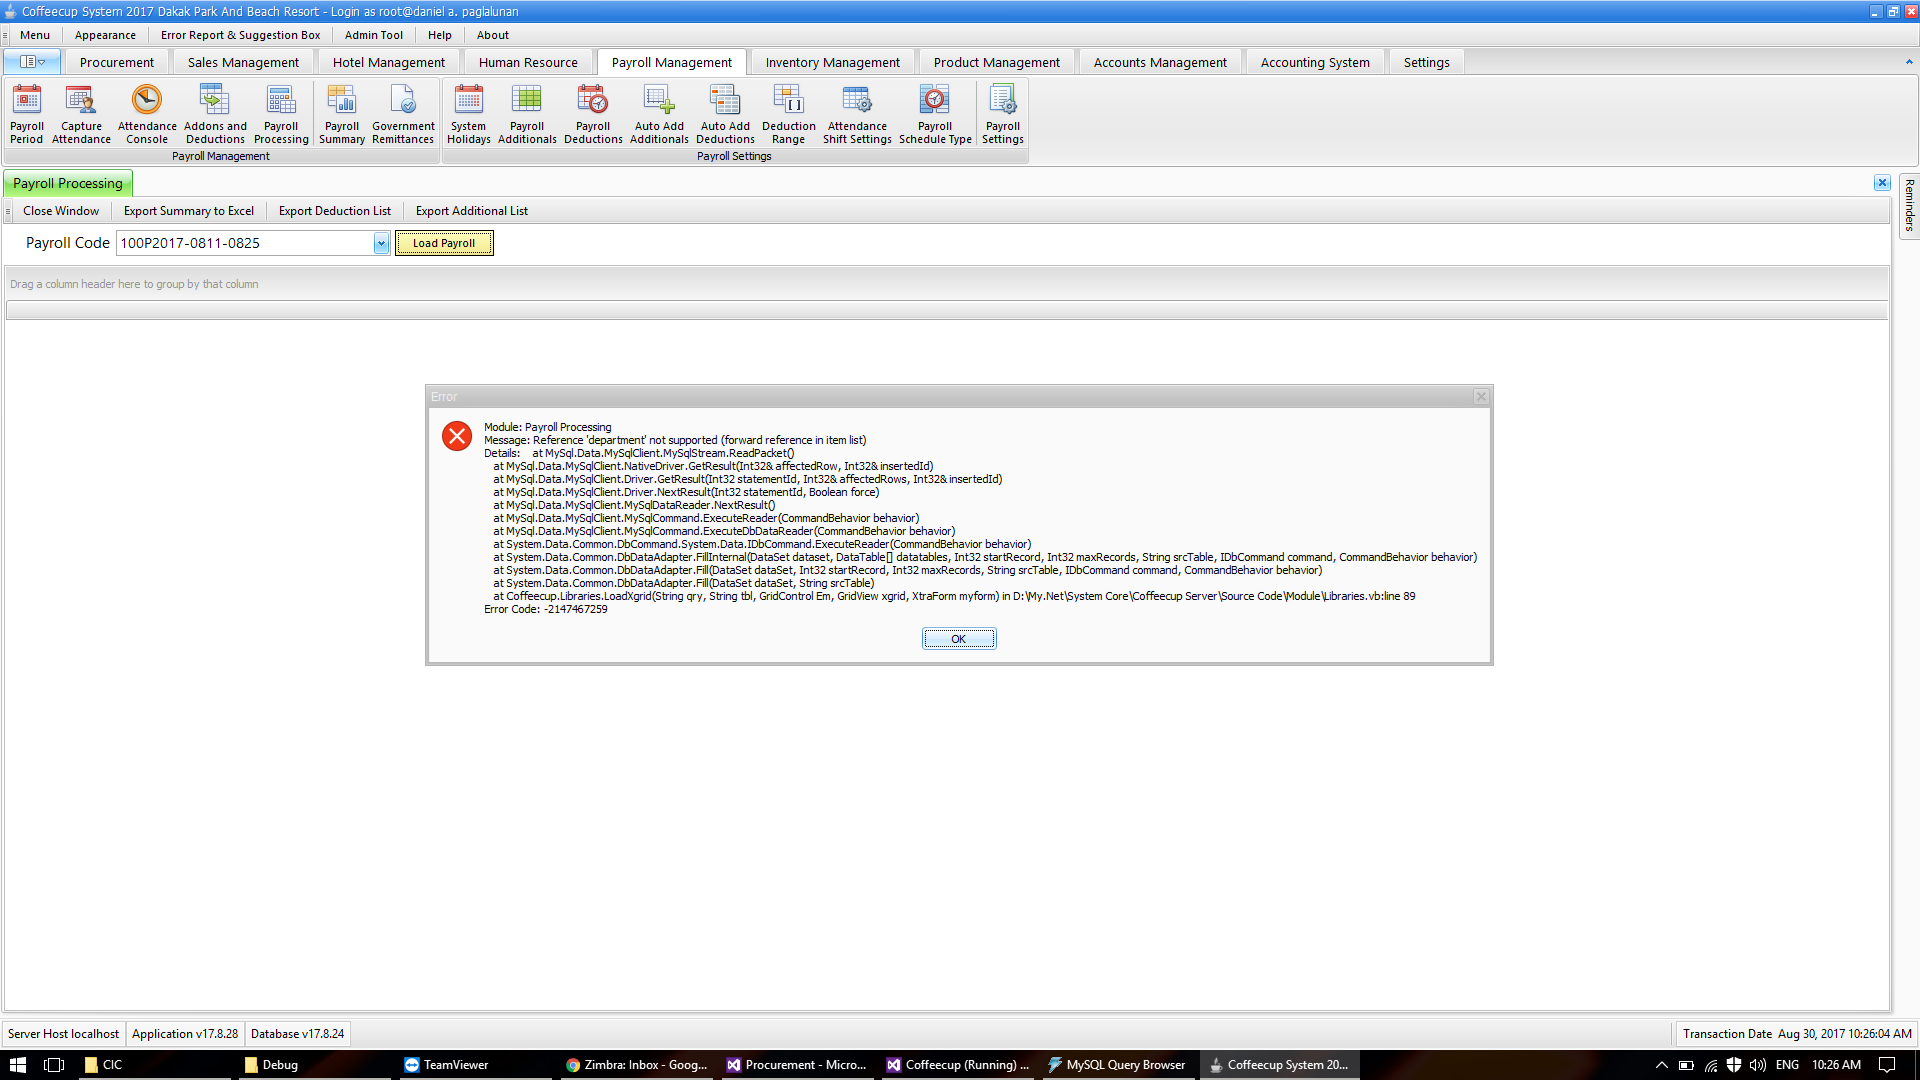 Coffeecup System 2017 Dakak Park And Beach Resort - Login as root@daniel a. paglalunan
Menu Appearance Error Report & Suggestion Box Admin Tool Help About
Procurement Sales Management Hotel Management Human Resource Payroll Management Inventory Management Product Management Accounts Management Accounting System Settings
Payroll Period
Capture Attendance
Attendance Console
Addons and Deductions
Payroll Processing
Payroll Summary
Government Remittances
System Holidays
Payroll Additionals
Payroll Deductions
Auto Add Additionals
Auto Add Deductions
Deduction Range
Attendance Shift Settings
Payroll Schedule Type
Payroll Settings
Payroll Management Payroll Settings
Payroll Processing
Reminders
Close Window Export Summary to Excel Export Deduction List Export Additional List
Payroll Code 100P2017-0811-0825 Load Payroll
Drag a column header here to group by that column
Error
Module: Payroll Processing
Message: Reference 'department' not supported (forward reference in item list)
Details: at MySql.Data.MySqlClient.MySqlStream.ReadPacket()
at MySql.Data.MySqlClient.NativeDriver.GetResult(Int32& affectedRow, Int32& insertedId)
at MySql.Data.MySqlClient.Driver.GetResult(Int32 statementId, Int32& affectedRows, Int32& insertedId)
at MySql.Data.MySqlClient.Driver.NextResult(Int32 statementId, Boolean force)
at MySql.Data.MySqlClient.MySqlDataReader.NextResult()
at MySql.Data.MySqlClient.MySqlCommand.ExecuteReader(CommandBehavior behavior)
at MySql.Data.MySqlClient.MySqlCommand.ExecuteDbDataReader(CommandBehavior behavior)
at System.Data.Common.DbCommand.System.Data.IDbCommand.ExecuteReader(CommandBehavior behavior)
at System.Data.Common.DbDataAdapter.FillInternal(DataSet dataset, DataTable[] datatables, Int32 startRecord, Int32 maxRecords, String srcTable, IDbCommand command, CommandBehavior behavior)
at System.Data.Common.DbDataAdapter.Fill(DataSet dataSet, Int32 startRecord, Int32 maxRecords, String srcTable, IDbCommand command, CommandBehavior behavior)
at System.Data.Common.DbDataAdapter.Fill(DataSet dataSet, String srcTable)
at Coffeecup.Libraries.LoadXgrid(String qry, String tbl, GridControl Em, GridView xgrid, XtraForm myform) in D:\My.Net\System Core\Coffeecup Server\Source Code\Module\Libraries.vb:line 89
Error Code: -2147467259
OK
Server Host localhost Application v17.8.28 Database v17.8.24 Transaction Date Aug 30, 2017 10:26:04 AM
CIC Debug TeamViewer Zimbra: Inbox - Goog... Procurement - Micro... Coffeecup (Running) ... MySQL Query Browser Coffeecup System 20... ENG 10:26 AM